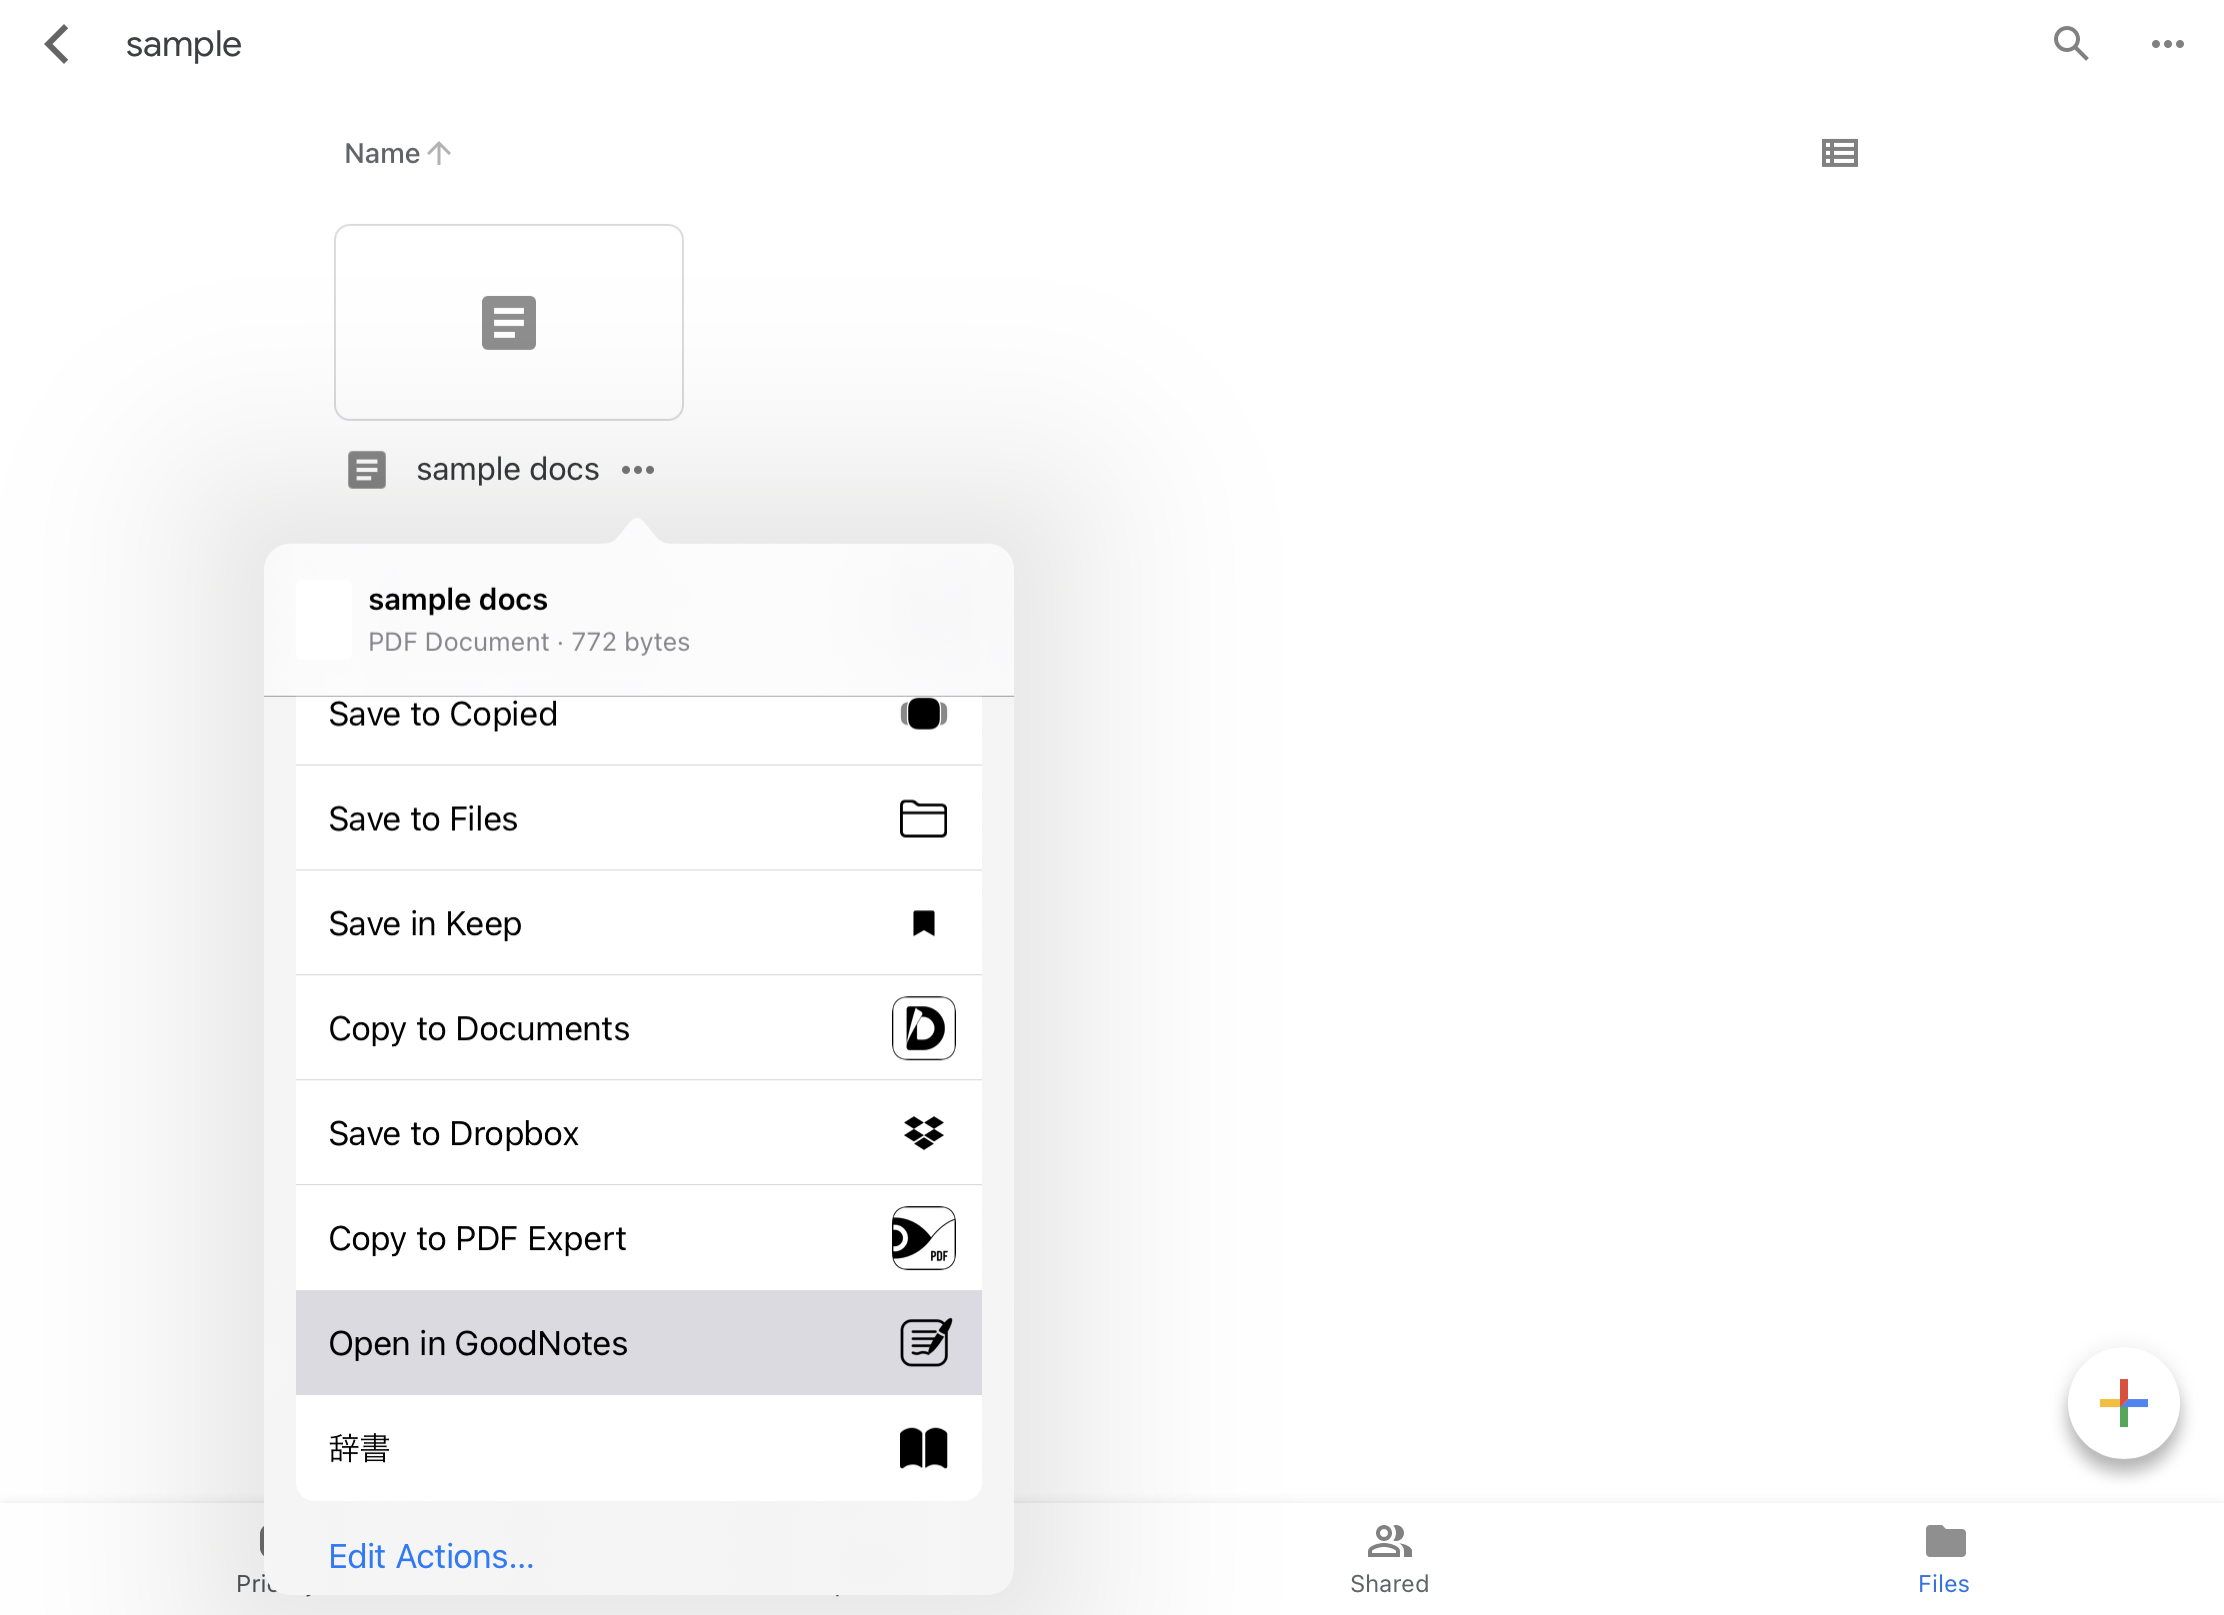 sample
Name
sample docs
sample docs
PDF Document · 772 bytes
Save to Copied
Save to Files
Save in Keep
Copy to Documents
Save to Dropbox
Copy to PDF Expert
PDF
Open in GoodNotes
辞書
Edit Actions...
Shared
Files